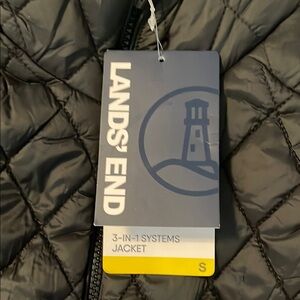 LANDS' END
3-IN-1 SYSTEMS
JACKET
S